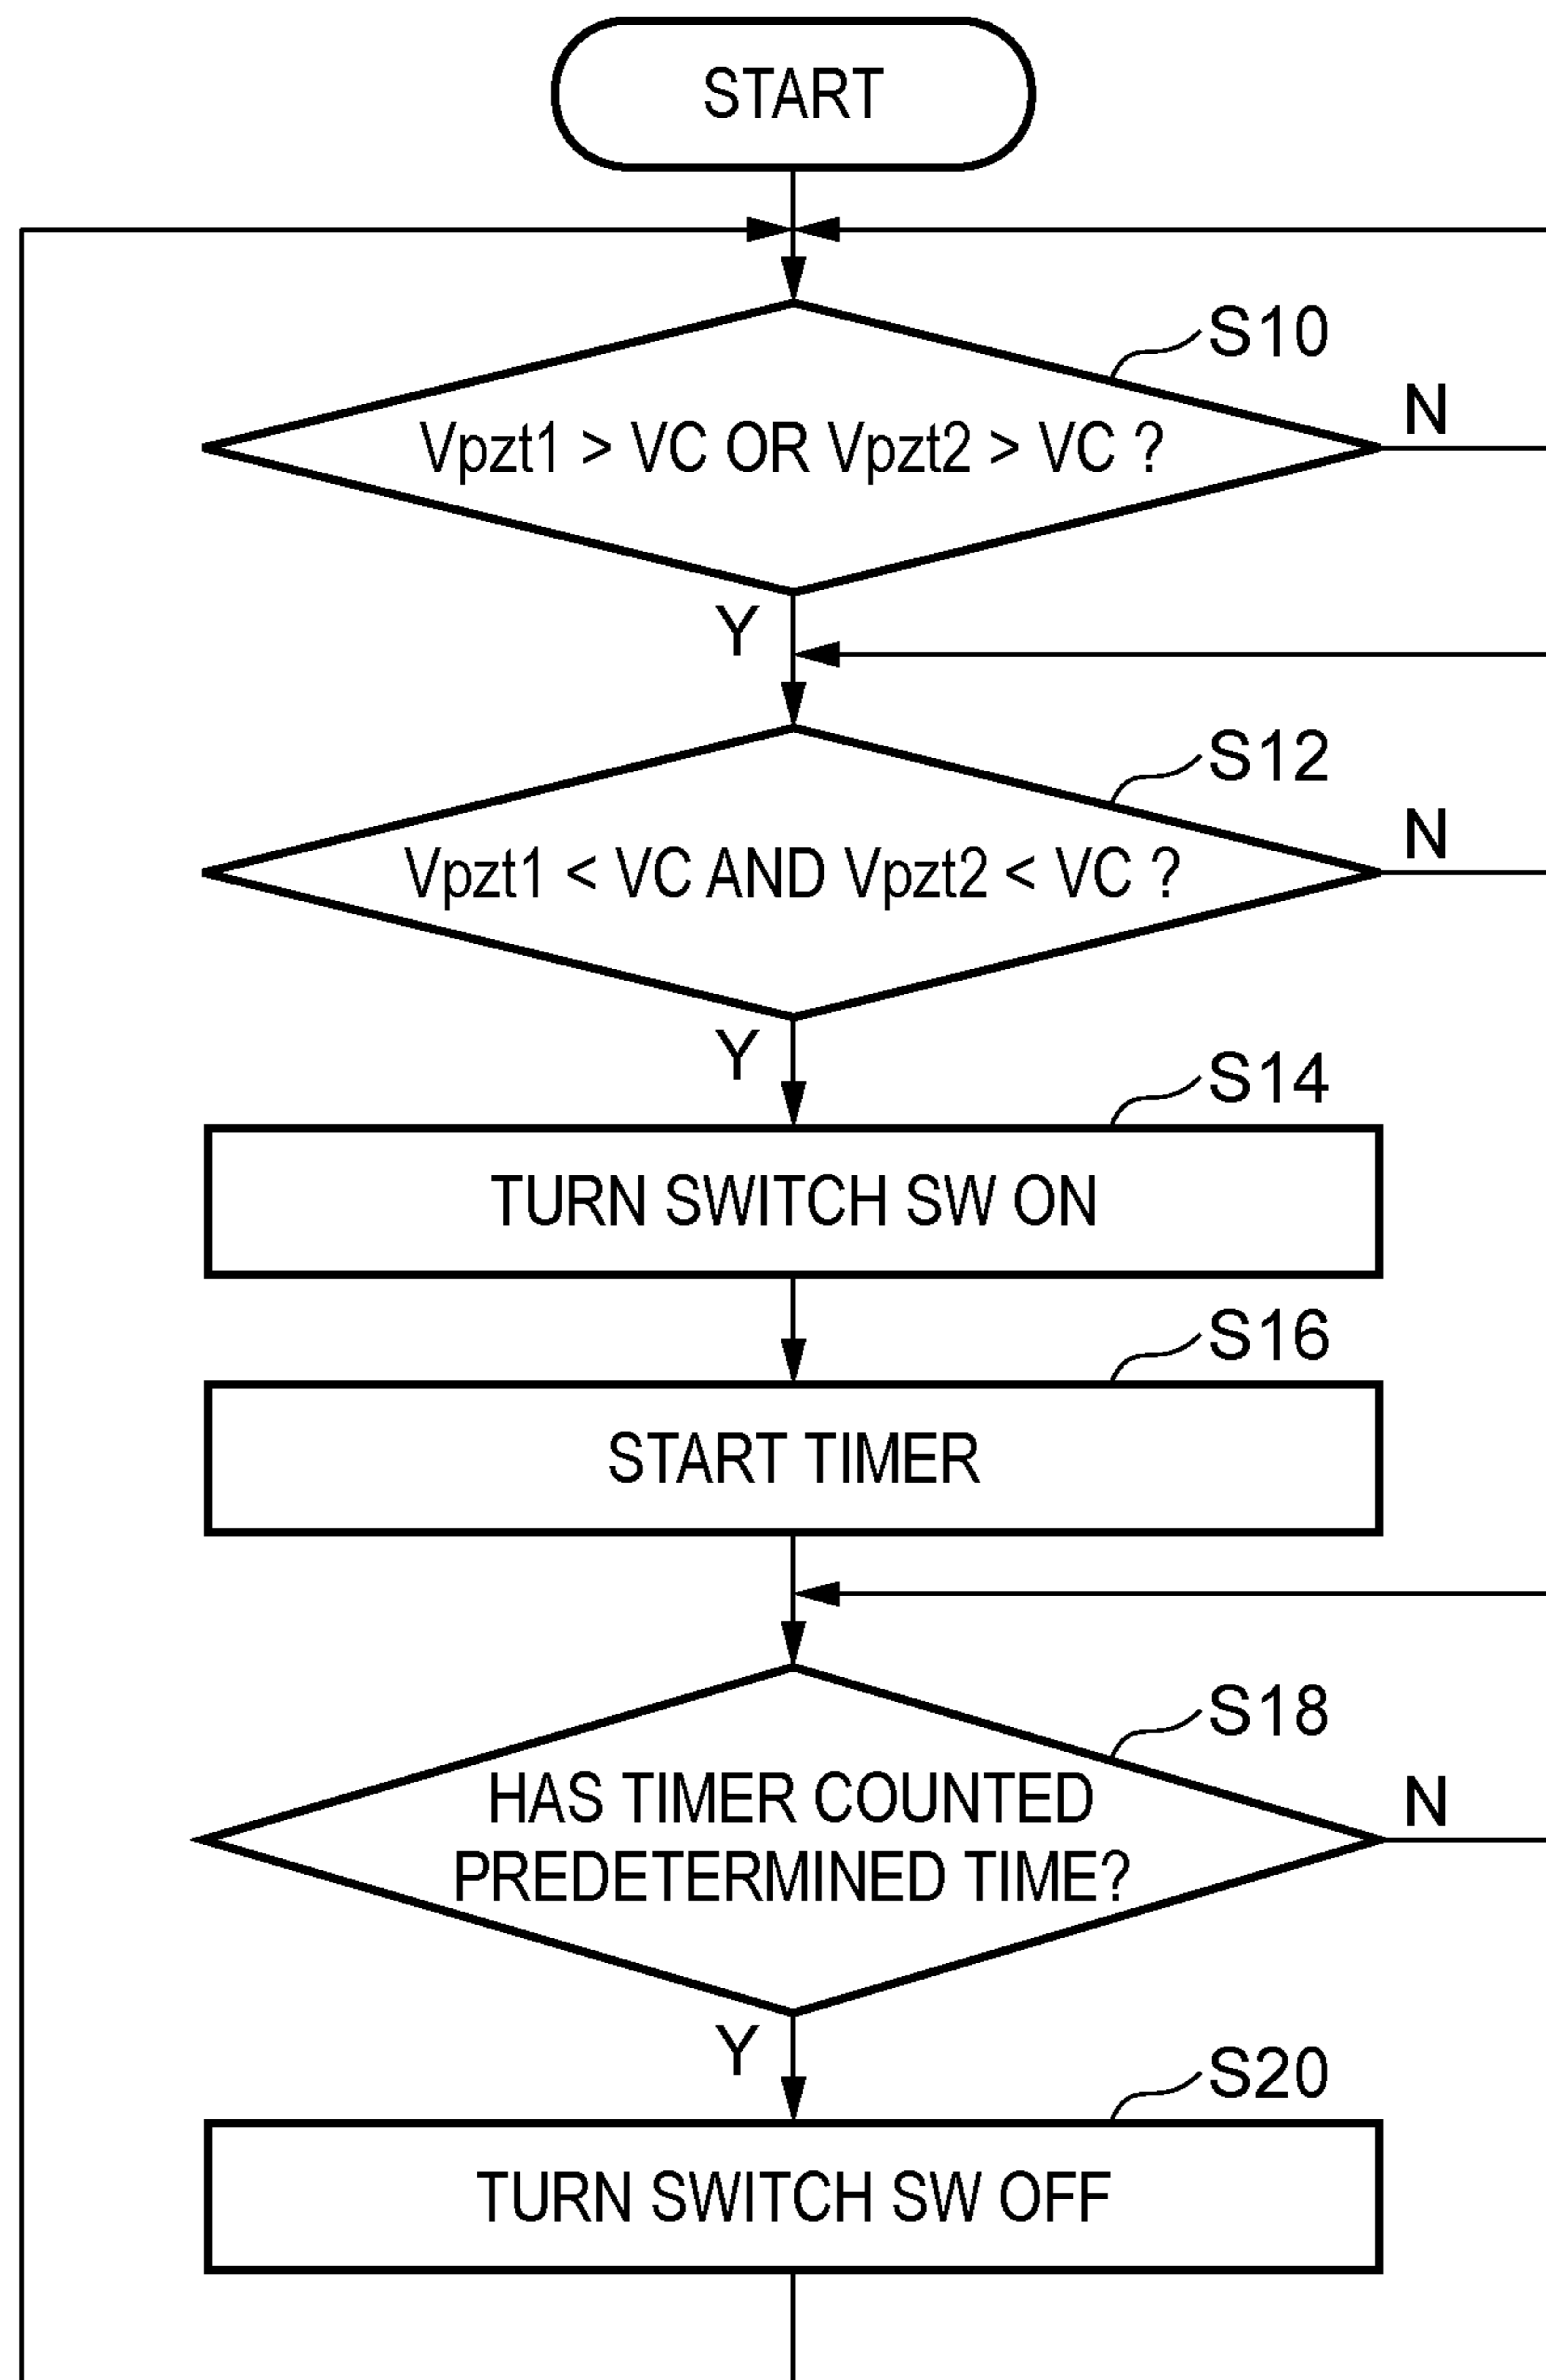 START
S10
Vpzt1 > VC OR Vpzt2 > VC ?
N
Y
S12
Vpzt1 < VC AND Vpzt2 < VC ?
N
Y
S14
TURN SWITCH SW ON
S16
START TIMER
S18
HAS TIMER COUNTED
PREDETERMINED TIME?
N
Y
S20
TURN SWITCH SW OFF